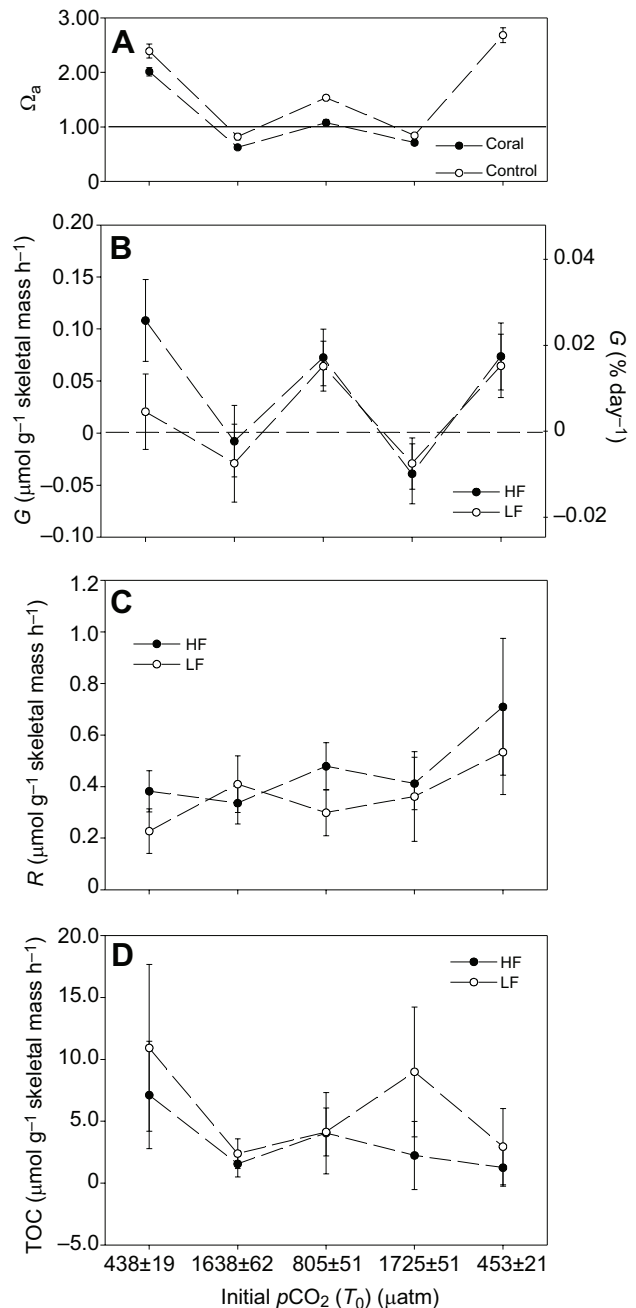 A
3.00
2.00
1.00
0
Ωa
Coral
Control
B
0.20
0.15
0.10
0.05
0
–0.05
–0.10
G (μmol g–1 skeletal mass h–1)
0.04
0.02
0
–0.02
G (% day–1)
HF
LF
C
1.2
1.0
0.8
0.6
0.4
0.2
0
R (μmol g–1 skeletal mass h–1)
HF
LF
D
20.0
15.0
10.0
5.0
0
–5.0
TOC (μmol g–1 skeletal mass h–1)
HF
LF
438±19 1638±62 805±51 1725±51 453±21
Initial pCO2 (T0) (μatm)